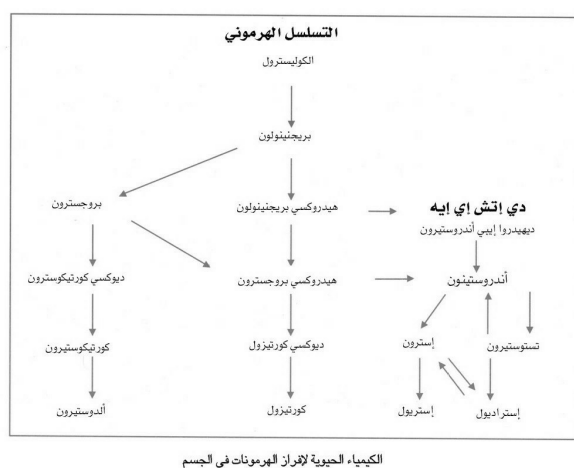 التسلسل الهرموني
الكوليسترول
بريجنينولون
بروجسترون
هيدروكسي بريجنينولون
دي إتش إي إيه
ديهيدروا إيبي أندروستيرون
ديوكسي كورتيكوسترون
هيدروكسي بروجسترون
أندروستينون
كورتيكوستيرون
ديوكسي كورتيزول
إسترون
تستوستيرون
ألدوستيرون
كورتيزول
إستريول
إستراديول
الكيمياء الحيوية لإفراز الهرمونات في الجسم